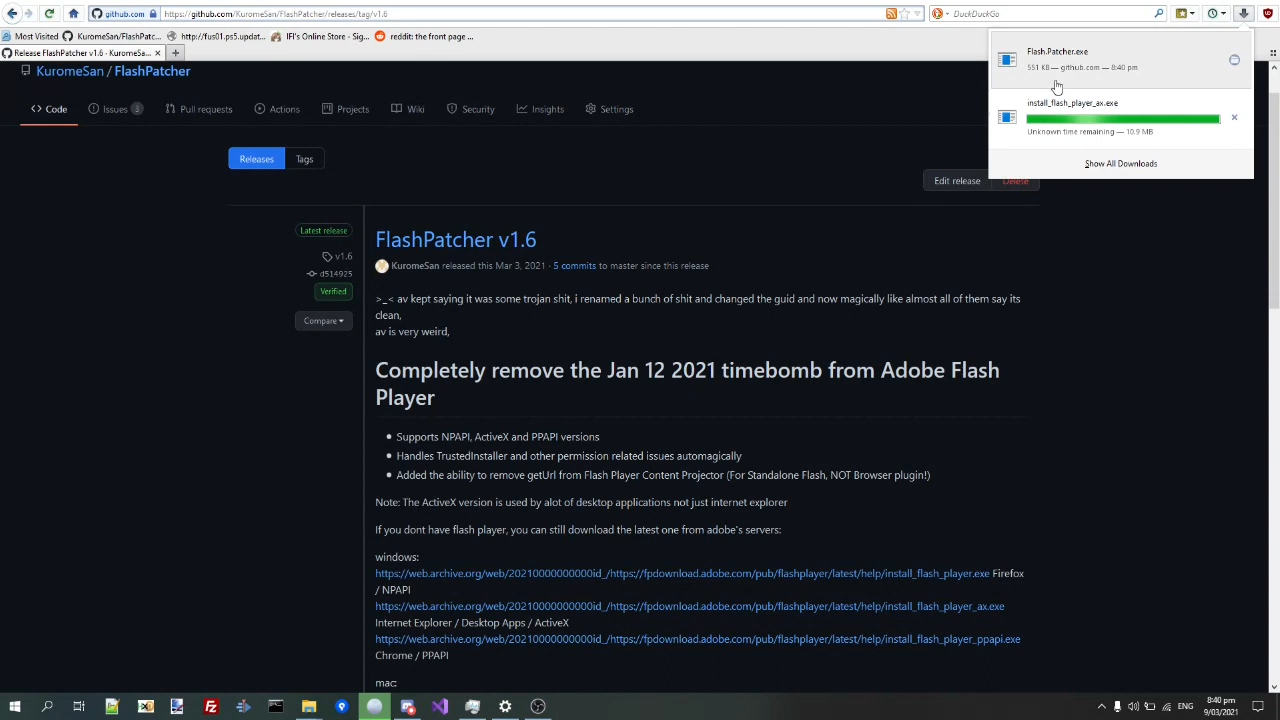 github.com
https://github.com/KuromeSan/FlashPatcher/releases/tag/v1.6
DuckDuckGo
Most Visited
KuromeSan/FlashPatc...
http://fus01.ps5.updat...
IFI's Online Store - Sig...
reddit: the front page ...
Release FlashPatcher v1.6 · KuromeSan...
Flash.Patcher.exe
551 KB — github.com — 8:40 pm
install_flash_player_ax.exe
Unknown time remaining — 10.9 MB
Show All Downloads
KuromeSan / FlashPatcher
Code
Issues 3
Pull requests
Actions
Projects
Wiki
Security
Insights
Settings
Releases
Tags
Edit release
Delete
Latest release
v1.6
d514925
Verified
Compare
FlashPatcher v1.6
KuromeSan released this Mar 3, 2021 · 5 commits to master since this release
>_< av kept saying it was some trojan shit, i renamed a bunch of shit and changed the guid and now magically like almost all of them say its
clean,
av is very weird,
Completely remove the Jan 12 2021 timebomb from Adobe Flash
Player
Supports NPAPI, ActiveX and PPAPI versions
Handles TrustedInstaller and other permission related issues automagically
Added the ability to remove getUrl from Flash Player Content Projector (For Standalone Flash, NOT Browser plugin!)
Note: The ActiveX version is used by alot of desktop applications not just internet explorer
If you dont have flash player, you can still download the latest one from adobe's servers:
windows:
https://web.archive.org/web/20210000000000id_/https://fpdownload.adobe.com/pub/flashplayer/latest/help/install_flash_player.exe Firefox
/ NPAPI
https://web.archive.org/web/20210000000000id_/https://fpdownload.adobe.com/pub/flashplayer/latest/help/install_flash_player_ax.exe
Internet Explorer / Desktop Apps / ActiveX
https://web.archive.org/web/20210000000000id_/https://fpdownload.adobe.com/pub/flashplayer/latest/help/install_flash_player_ppapi.exe
Chrome / PPAPI
mac:
ENG
8:40 pm
9/03/2021